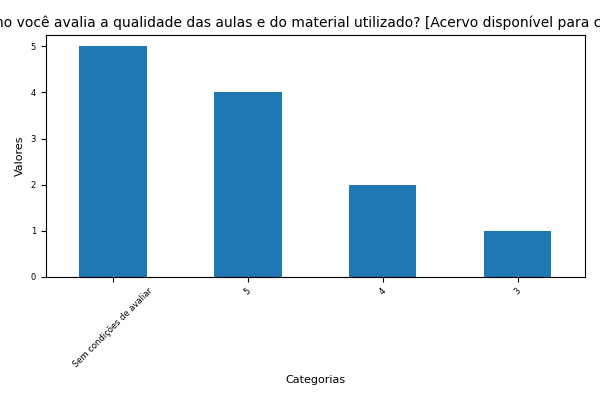 você avalia a qualidade das aulas e do material utilizado? [Acervo disponível para
Valores
5
4
3
2
1
0
Sem condições de avaliar
5
4
3
Categorias